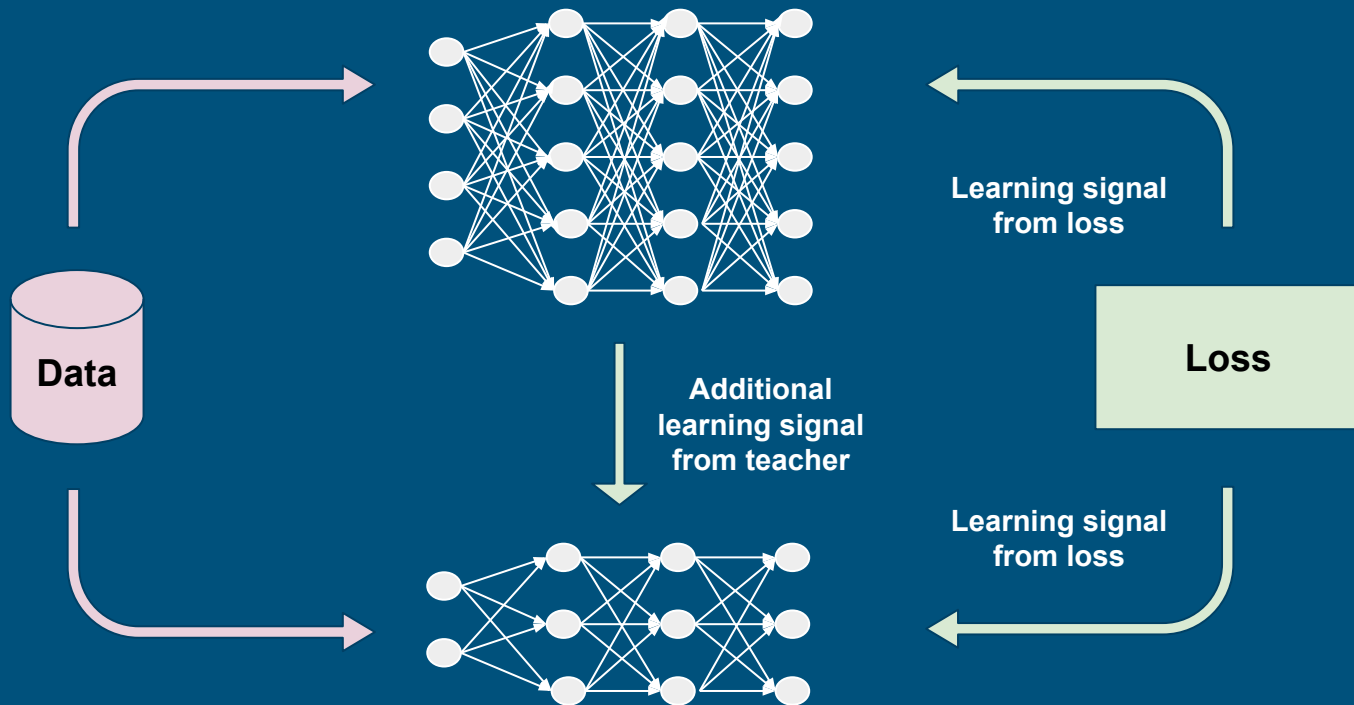 Learning signal
from loss
Data
Additional
learning signal
from teacher
Loss
Learning signal
from loss